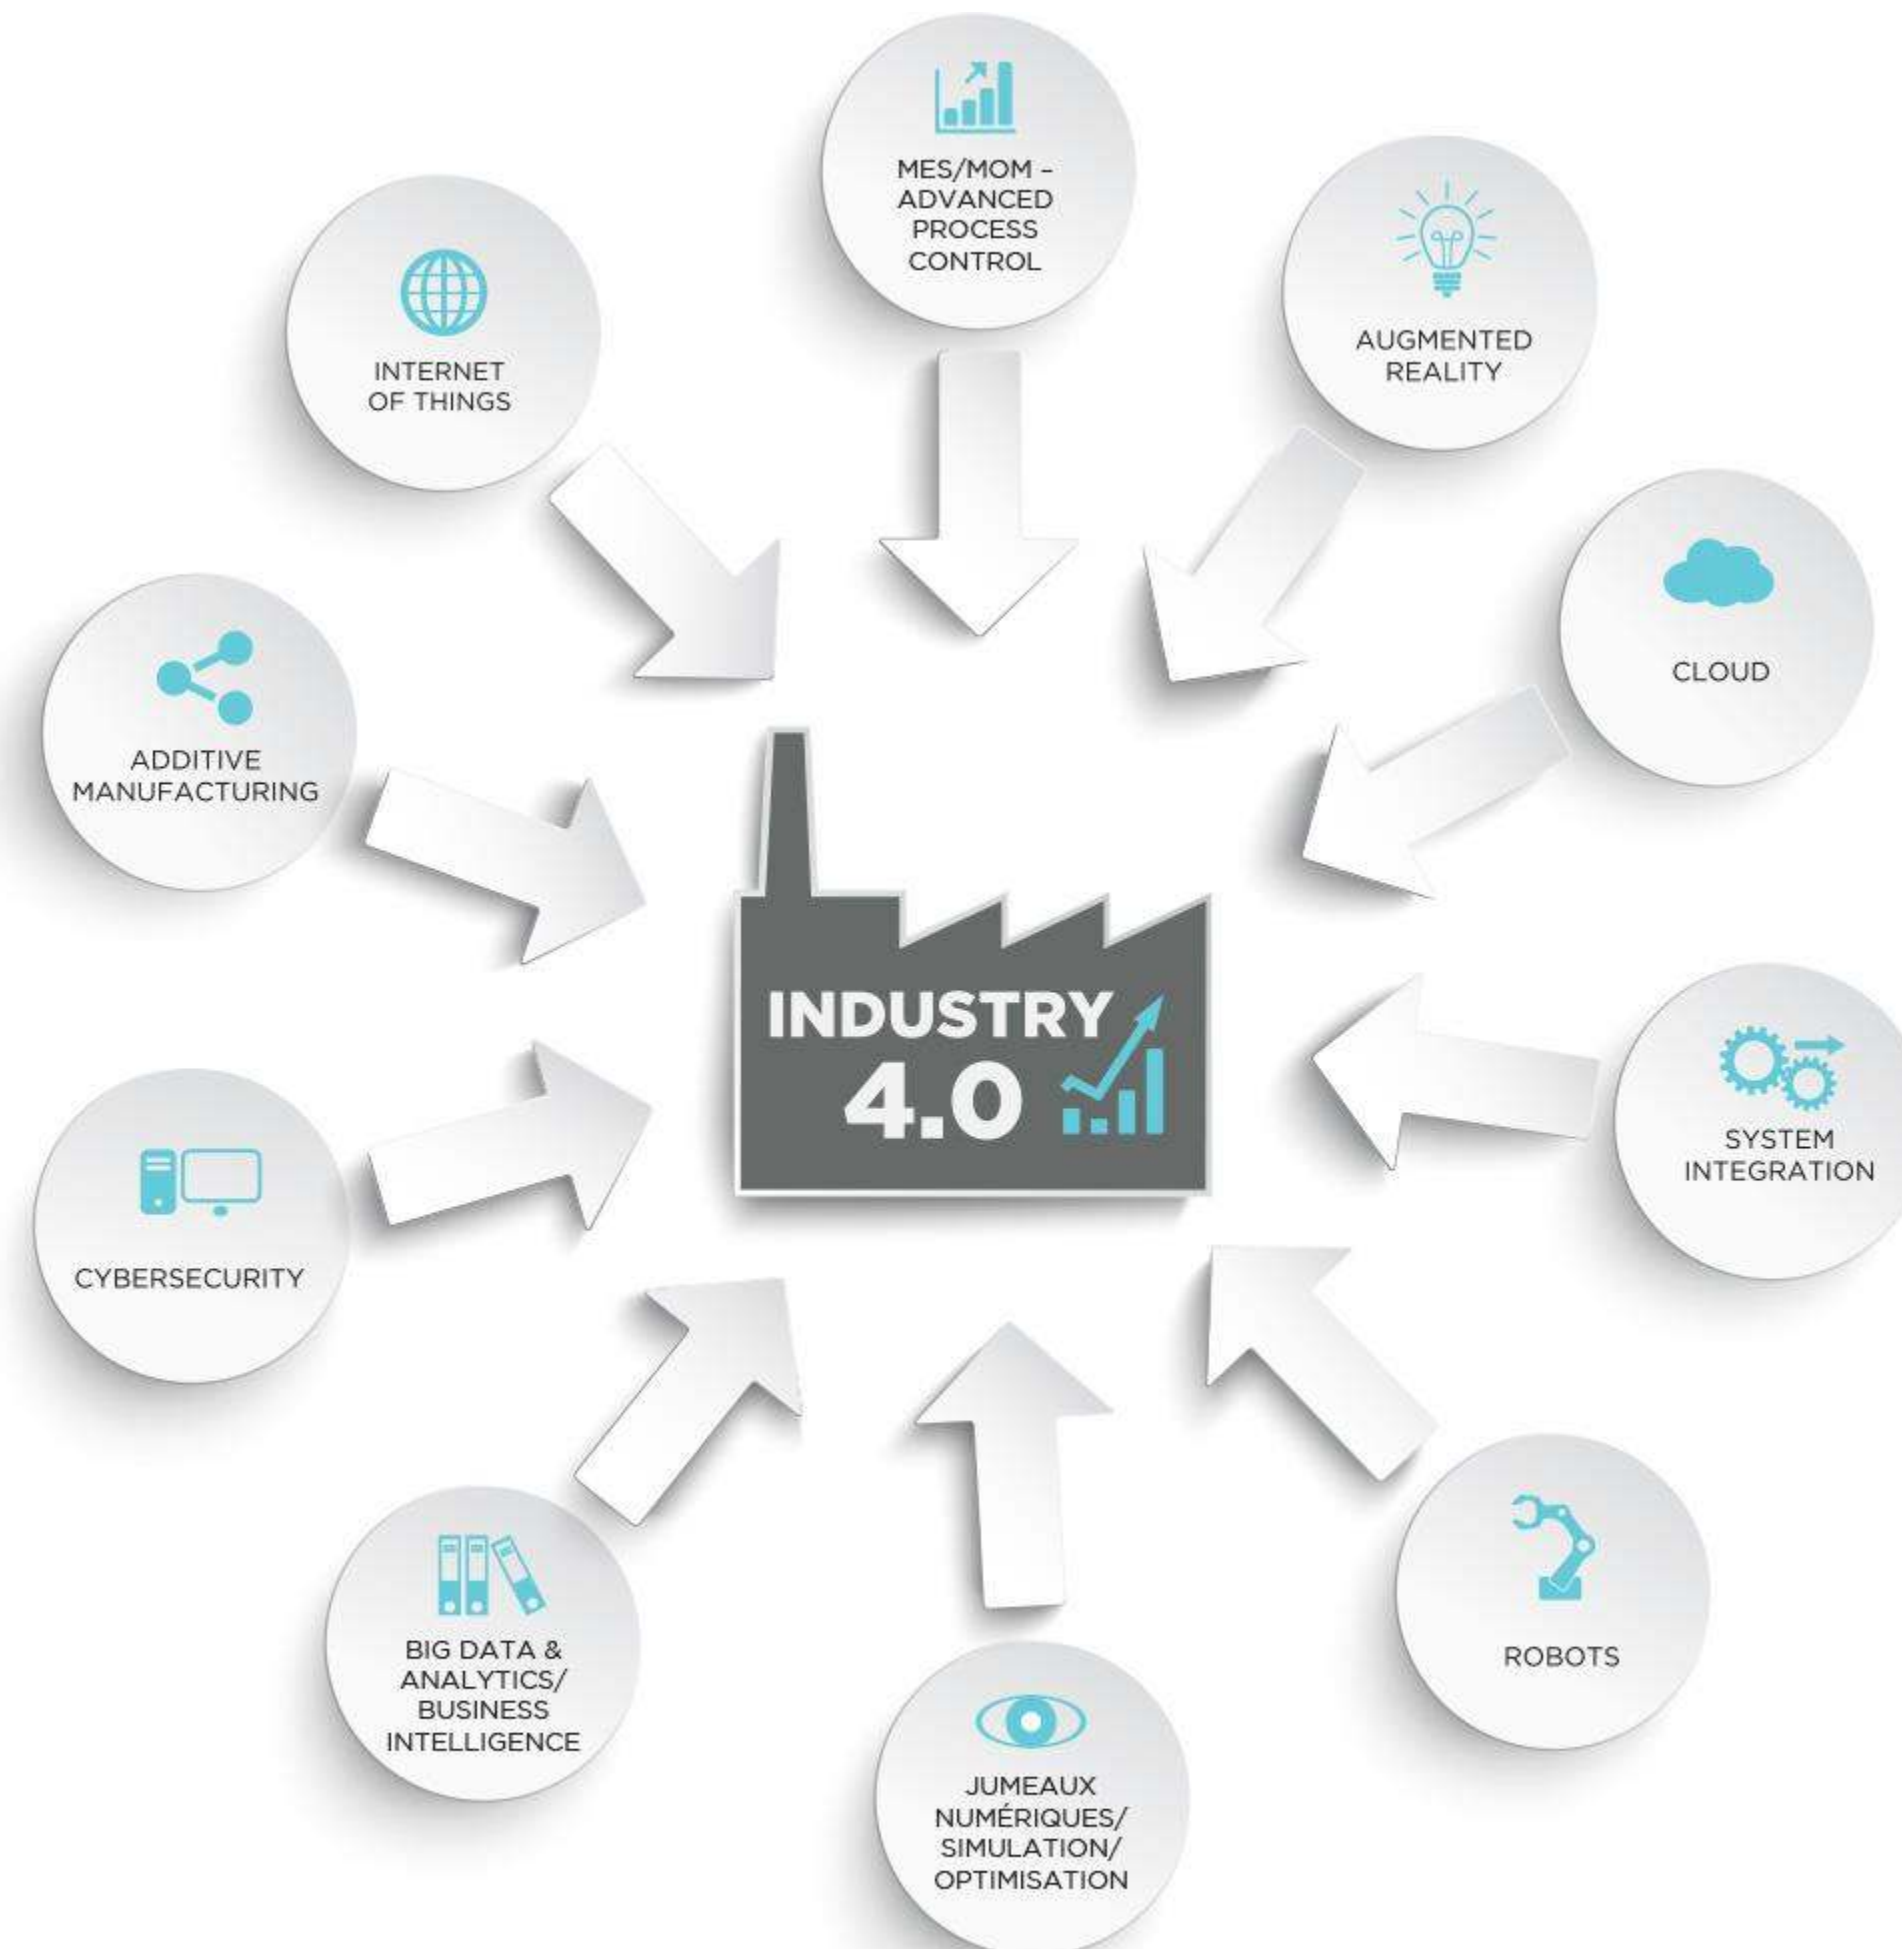 MES/MOM –
ADVANCED
PROCESS
CONTROL
AUGMENTED
REALITY
CLOUD
SYSTEM
INTEGRATION
ROBOTS
JUMEAUX
NUMÉRIQUES/
SIMULATION/
OPTIMISATION
BIG DATA &
ANALYTICS/
BUSINESS
INTELLIGENCE
CYBERSECURITY
ADDITIVE
MANUFACTURING
INTERNET
OF THINGS
INDUSTRY
4.0